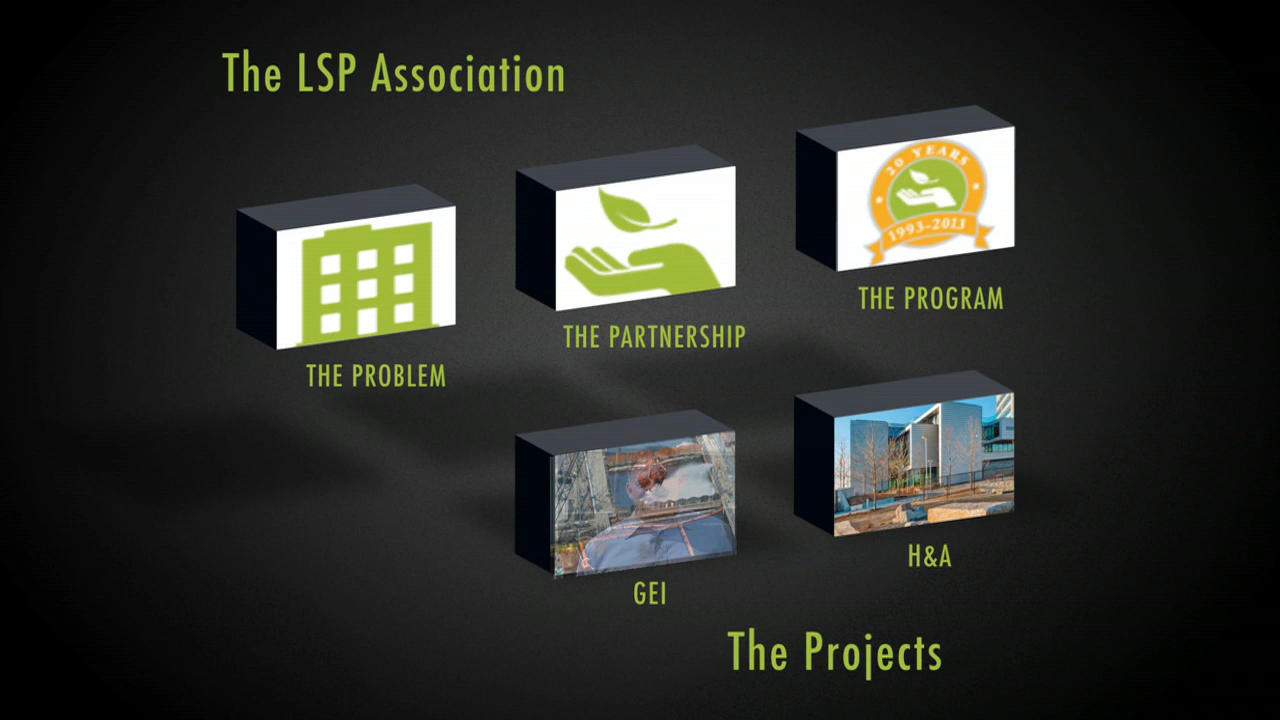 The LSP Association
20 YEARS
1993-2013
THE PROGRAM
THE PARTNERSHIP
THE PROBLEM
H&A
GEI
The Projects